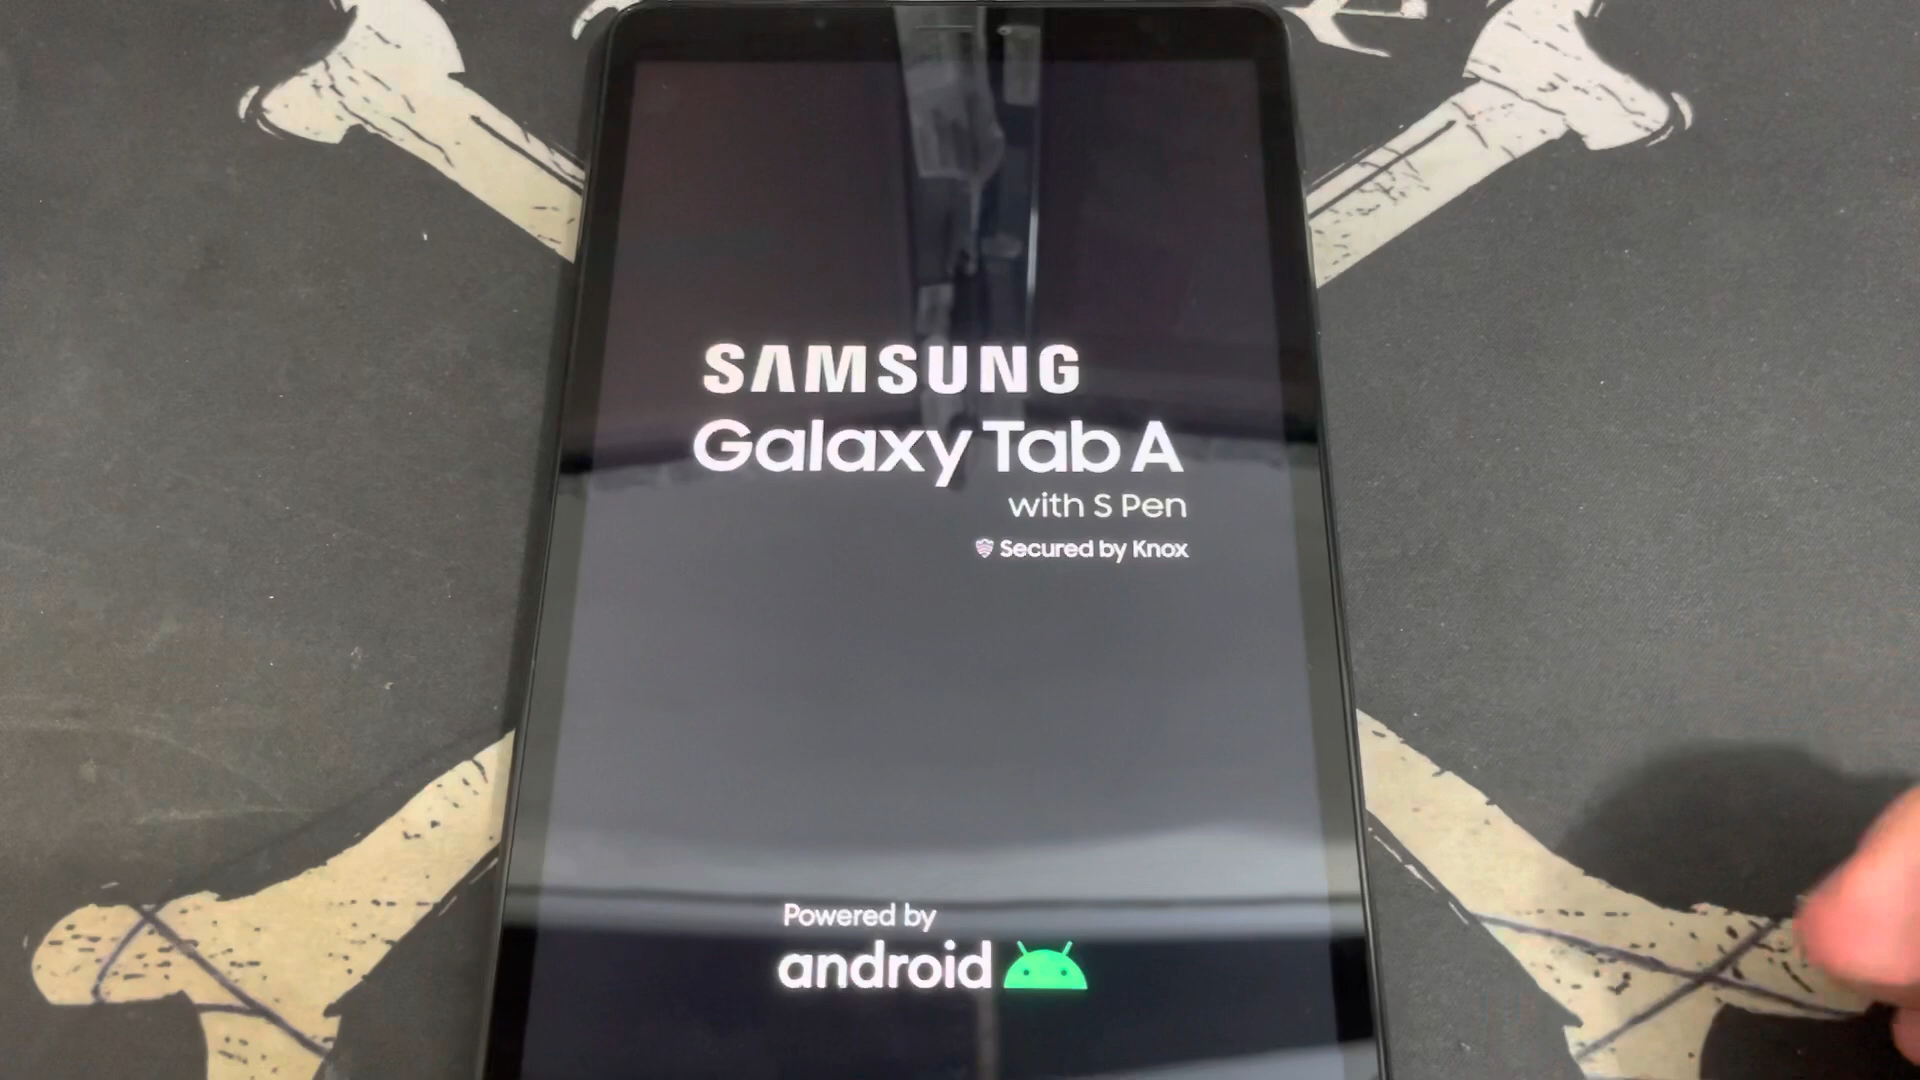 SAMSUNG
Galaxy Tab A
with S Pen
Secured by Knox
Powered by
android